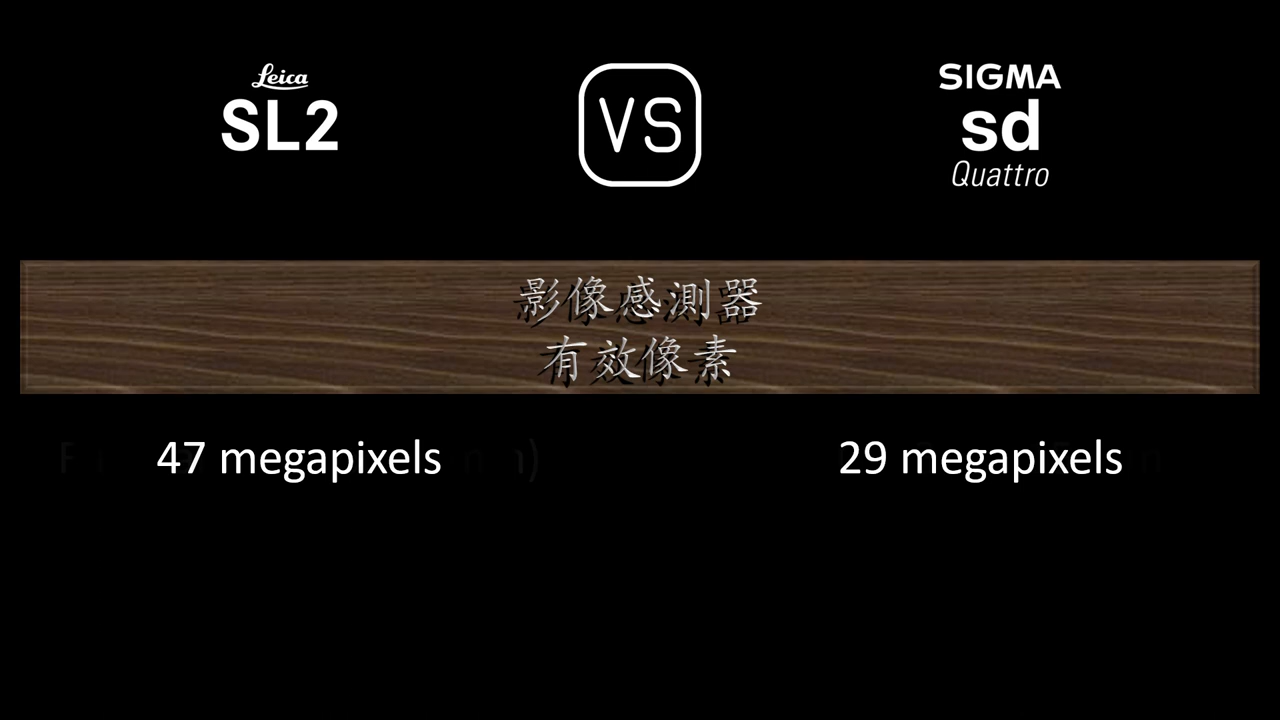 Leica
SL2
VS
SIGMA
sd
Quattro
影像感測器
有效像素
47 megapixels
29 megapixels